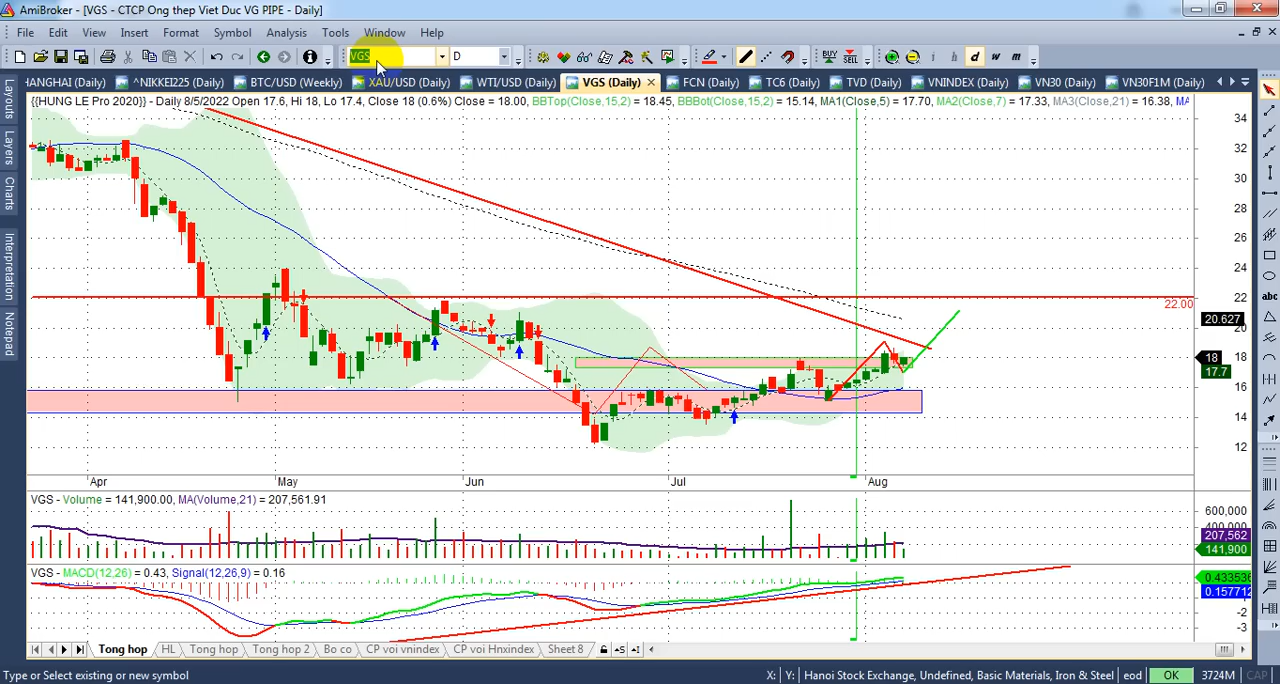 AmiBroker - [VGS - CTCP Ong thep Viet Duc VG PIPE - Daily]
File Edit View Insert Format Symbol Analysis Tools Window Help
VGS D BUY SELL i d w m
HANGHAI (Daily) ^NIKKEI225 (Daily) BTC/USD (Weekly) XAU/USD (Daily) WTI/USD (Daily) VGS (Daily) FCN (Daily) TC6 (Daily) TVD (Daily) VNINDEX (Daily) VN30 (Daily) VN30F1M (Daily)
Layouts
Layers
Charts
Interpretation
Notepad
{{HUNG LE Pro 2020}} - Daily 8/5/2022 Open 17.6, Hi 18, Lo 17.4, Close 18 (0.6%) Close = 18.00, BBTop(Close,15,2) = 18.45, BBBot(Close,15,2) = 15.14, MA1(Close,5) = 17.70, MA2(Close,7) = 17.33, MA3(Close,21) = 16.38,
34
32
30
28
26
24
22
22.00
20.627
20
18
18
17.7
16
14
12
abc
Apr May Jun Jul Aug
VGS - Volume = 141,900.00, MA(Volume,21) = 207,561.91
600,000
400,000
207,562
141,900
VGS - MACD(12,26) = 0.43, Signal(12,26,9) = 0.16
0.433536
0.157712
-2
-3
Tong hop HL Tong hop Tong hop 2 Bo co CP voi vnindex CP voi Hnxindex Sheet 8
Type or Select existing or new symbol X: Y: Hanoi Stock Exchange, Undefined, Basic Materials, Iron & Steel eod OK 3724M CAP